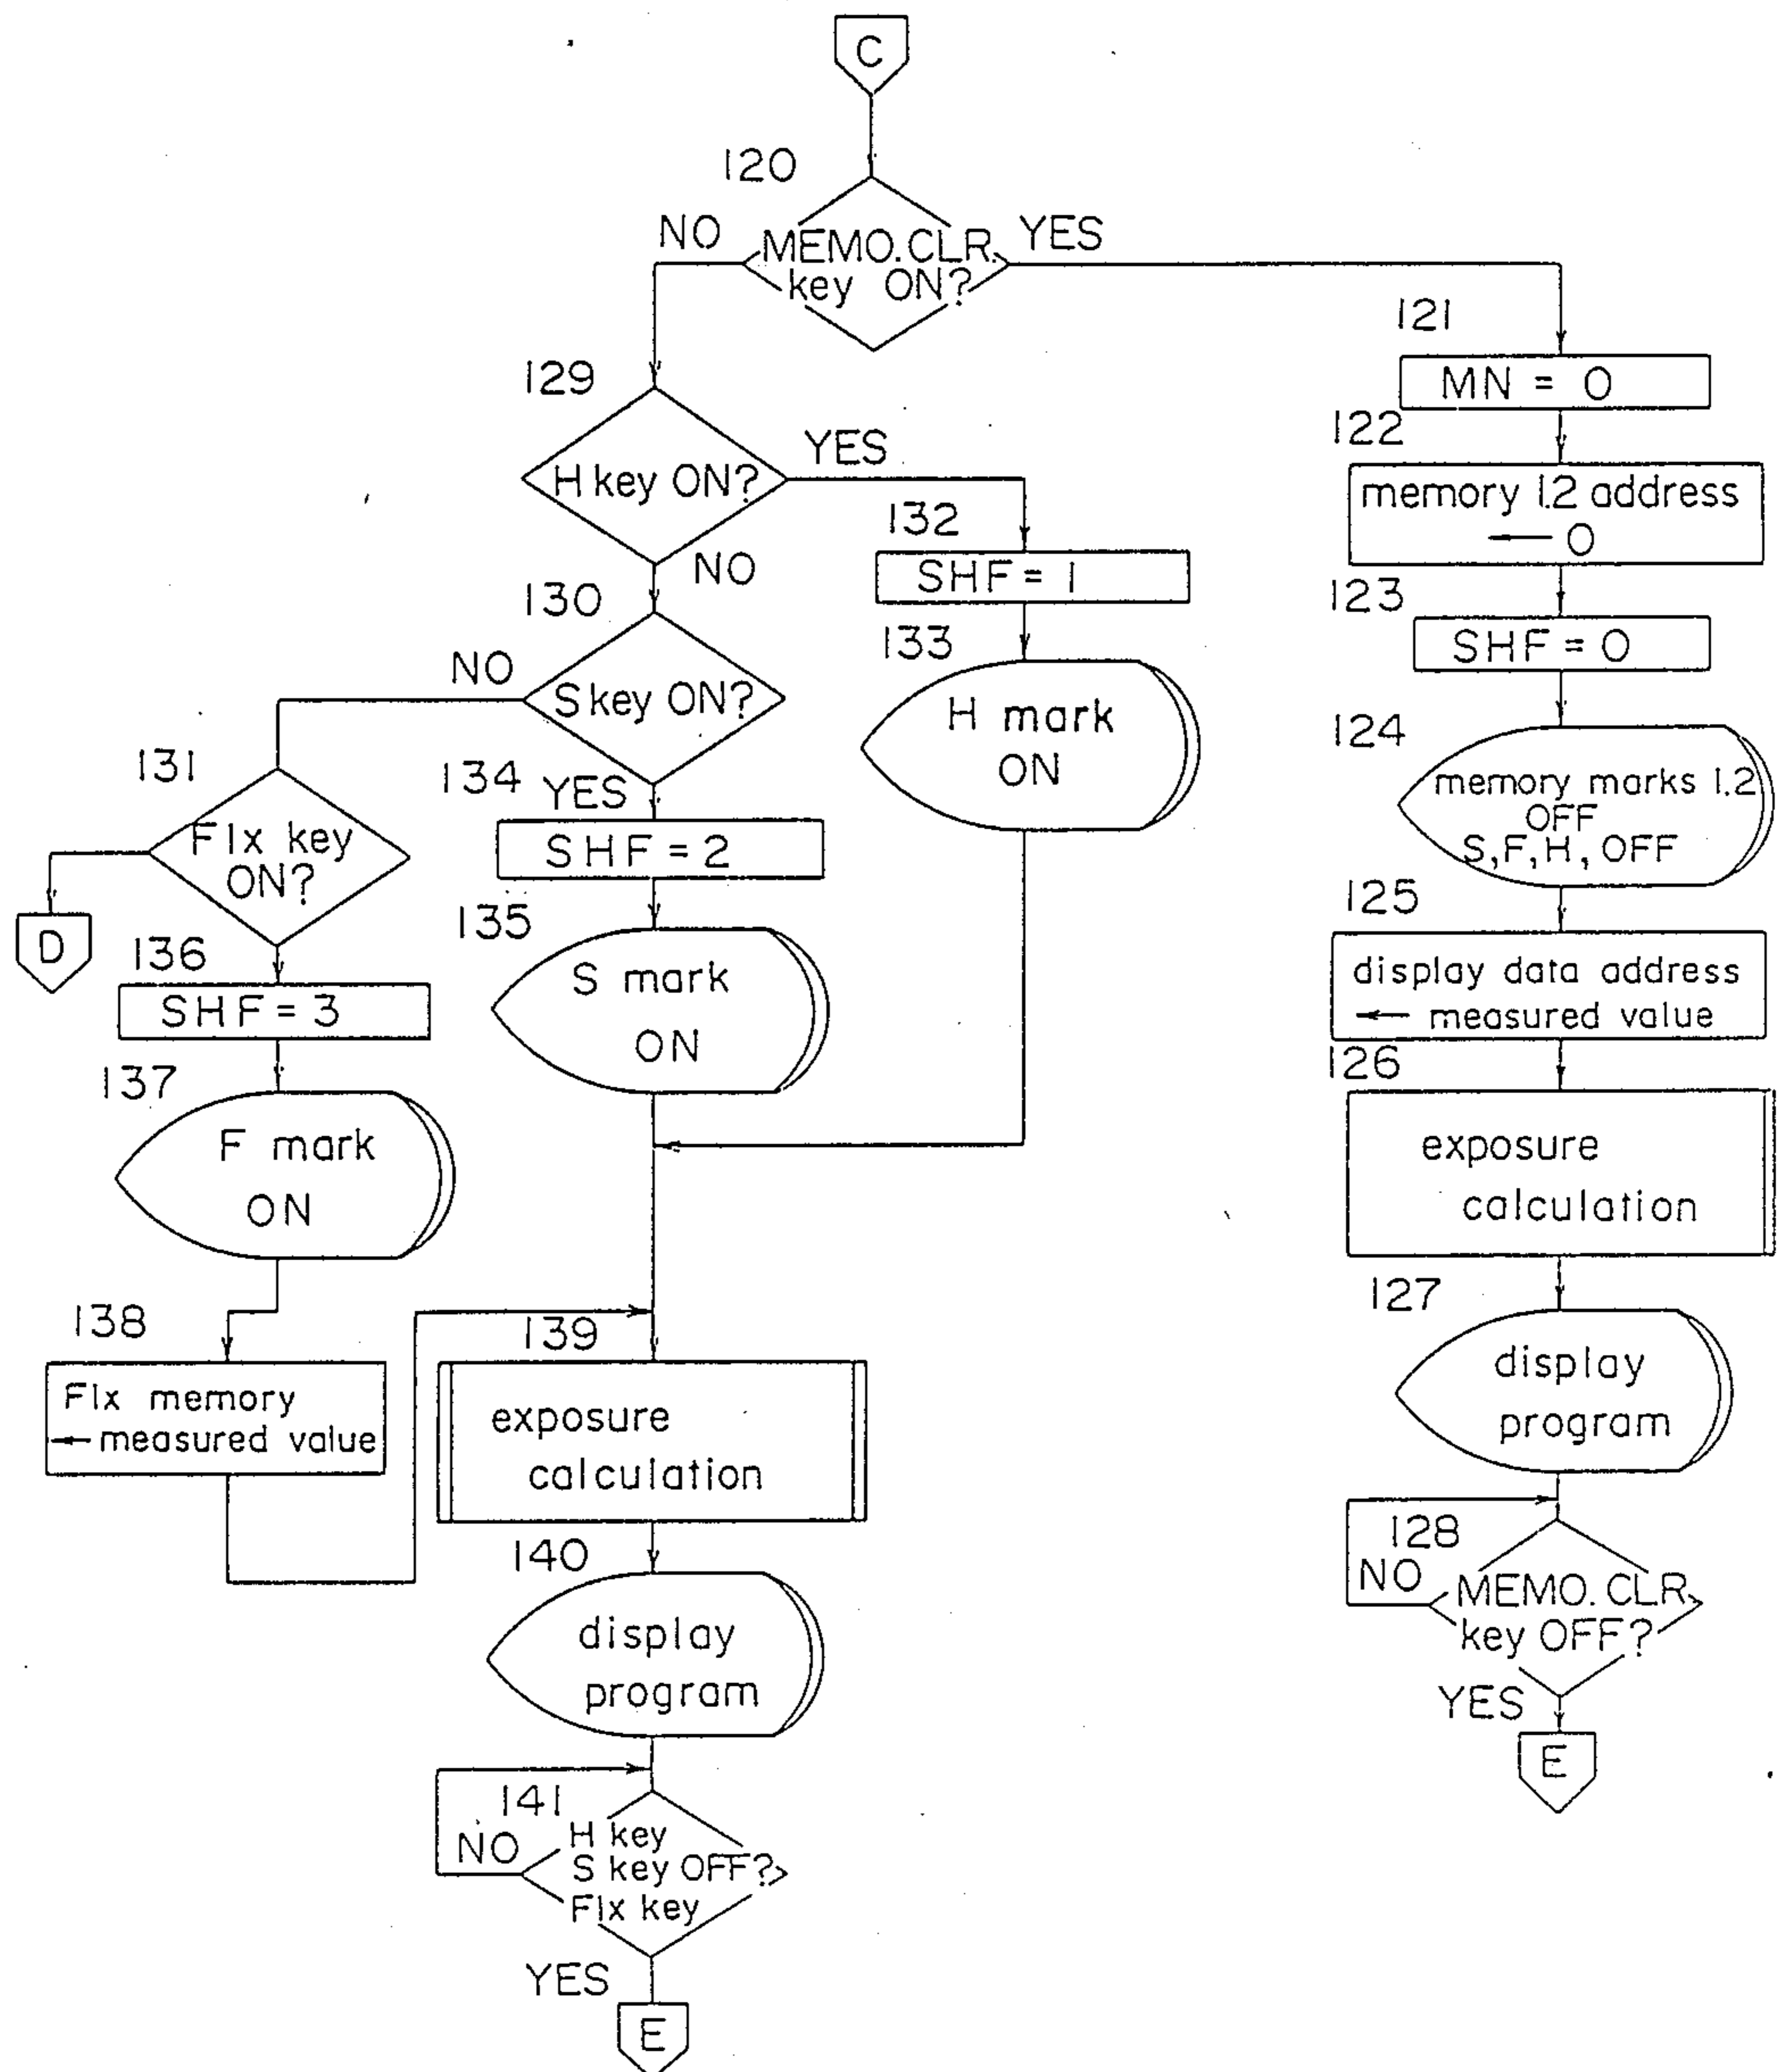 C
120
NO
YES
MEMO.CLR.
key ON?
121
MN = 0
122
memory 1.2 address
← 0
123
SHF = 0
124
memory marks 1.2
OFF
S, F, H, OFF
125
display data address
← measured value
126
exposure
calculation
127
display
program
128
NO
MEMO. CLR.
key OFF?
YES
E
129
H key ON?
YES
NO
132
SHF = 1
133
H mark
ON
130
S key ON?
NO
YES
134
SHF = 2
135
S mark
ON
131
FIx key
ON?
D
136
SHF = 3
137
F mark
ON
138
FIx memory
← measured value
139
exposure
calculation
140
display
program
141
H key
S key OFF?
FIx key
NO
YES
E